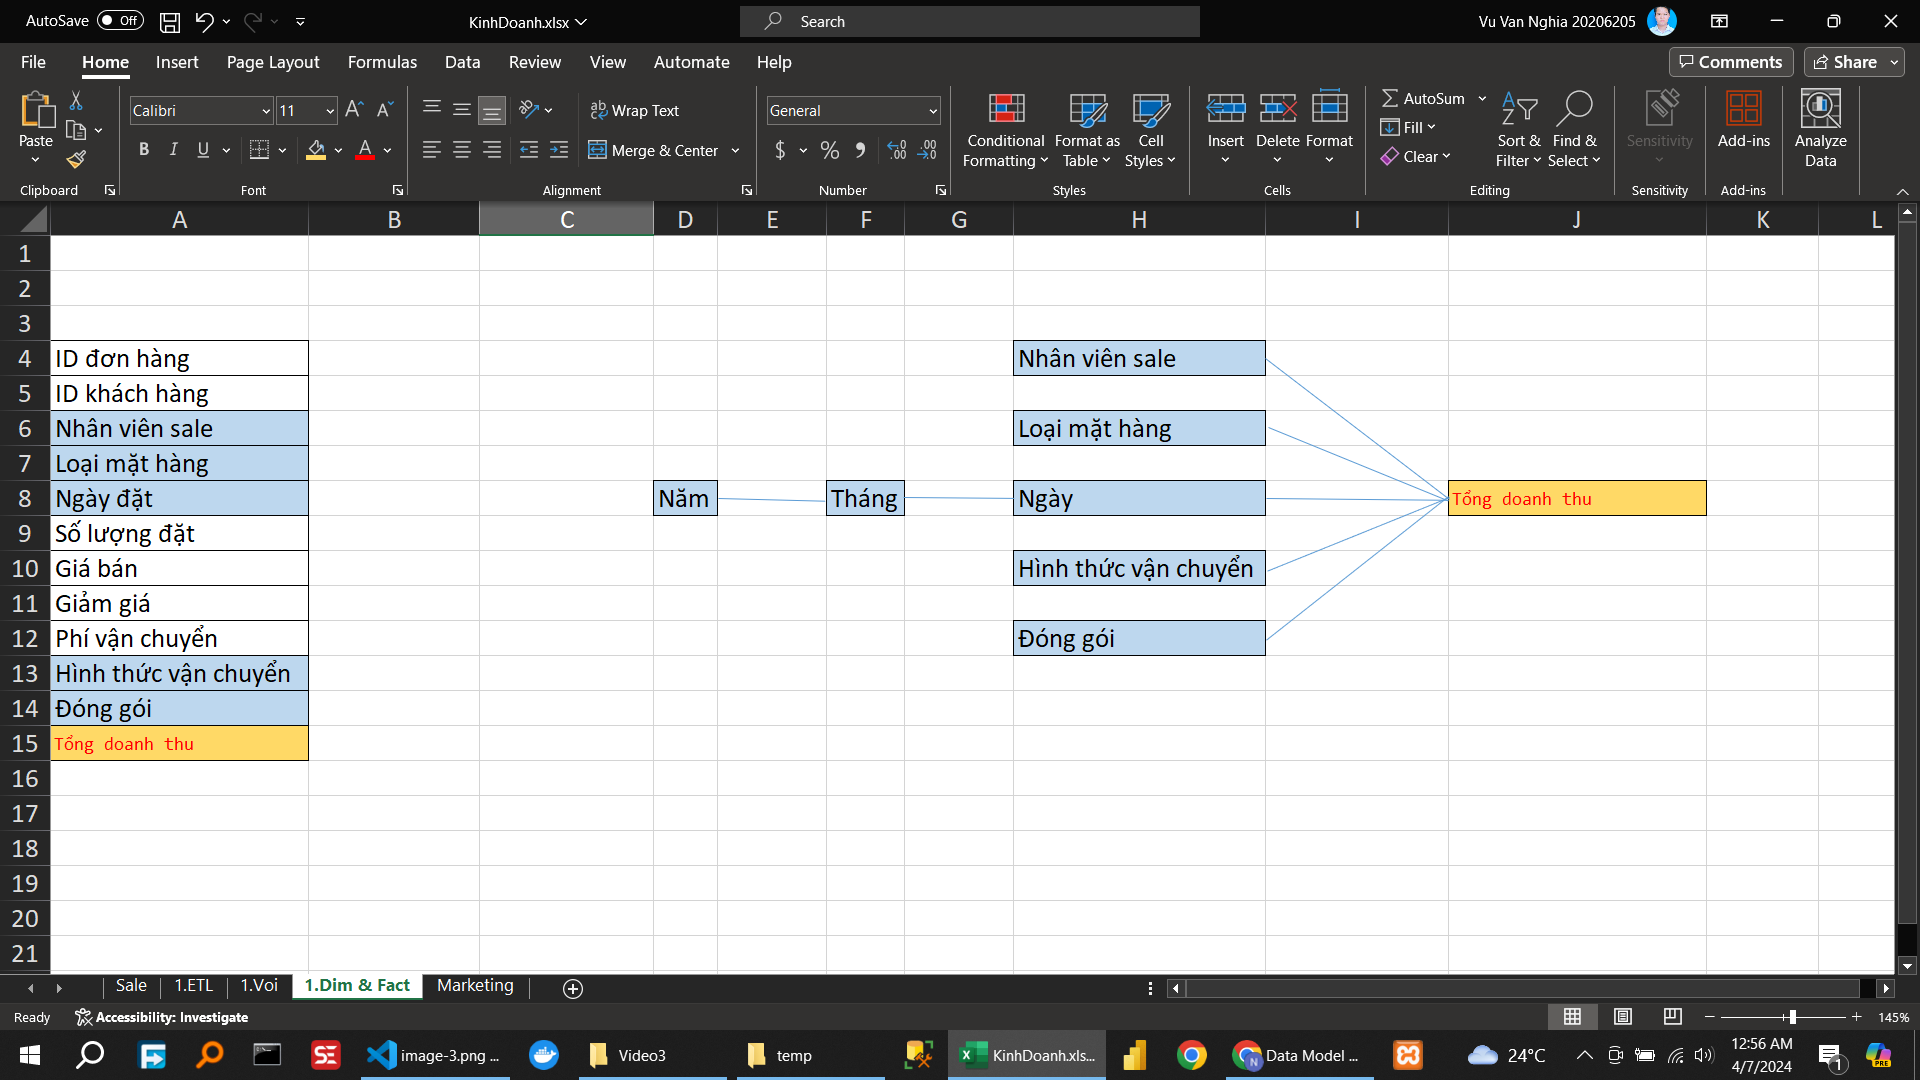 AutoSave Off KinhDoanh.xlsx Search Vu Van Nghia 20206205
File Home Insert Page Layout Formulas Data Review View Automate Help Comments Share
Paste Calibri 11 ab Wrap Text General Conditional Formatting Format as Table Cell Styles Insert Delete Format AutoSum Fill Clear Sort & Filter Find & Select Sensitivity Add-ins Analyze Data
B I U A Merge & Center $ %
Clipboard Font Alignment Number Styles Cells Editing Sensitivity Add-ins
A B C D E F G H I J K L
1
2
3
4 ID đơn hàng Nhân viên sale
5 ID khách hàng
6 Nhân viên sale Loại mặt hàng
7 Loại mặt hàng
8 Ngày đặt Năm Tháng Ngày Tổng doanh thu
9 Số lượng đặt
10 Giá bán Hình thức vận chuyển
11 Giảm giá
12 Phí vận chuyển Đóng gói
13 Hình thức vận chuyển
14 Đóng gói
15 Tổng doanh thu
16
17
18
19
20
21
Sale 1.ETL 1.Voi 1.Dim & Fact Marketing
Ready Accessibility: Investigate 145%
image-3.png ... Video3 temp KinhDoanh.xls... Data Model ... 24°C 12:56 AM
4/7/2024